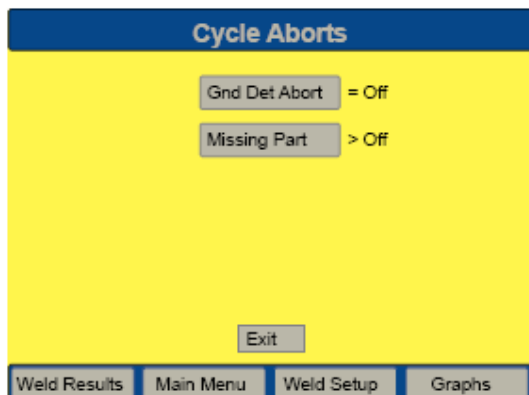 Cycle Aborts
Gnd Det Abort = Off
Missing Part > Off
Exit
Weld Results Main Menu Weld Setup Graphs